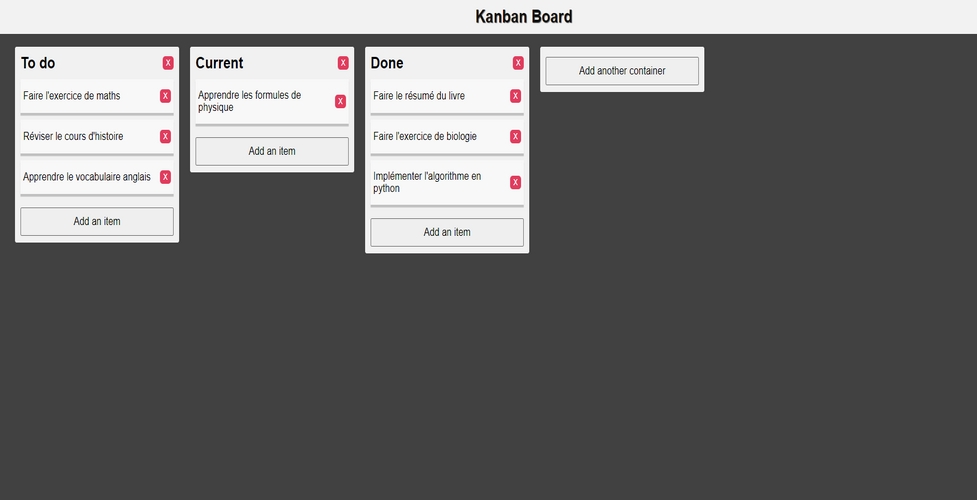 Kanban Board
To do
X
Faire l'exercice de maths
X
Réviser le cours d'histoire
X
Apprendre le vocabulaire anglais
X
Add an item
Current
X
Apprendre les formules de
physique
X
Add an item
Done
X
Faire le résumé du livre
X
Faire l'exercice de biologie
X
Implémenter l'algorithme en
python
X
Add an item
Add another container